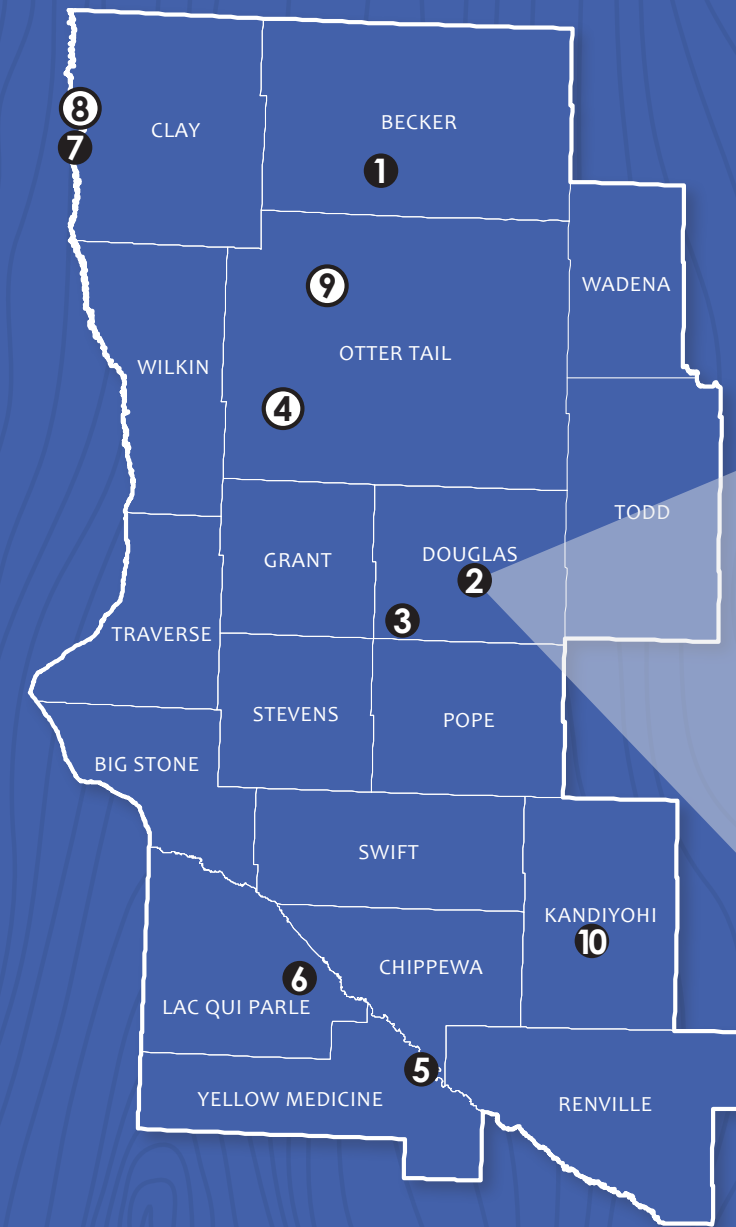 8
CLAY
BECKER
7
1
WADENA
9
OTTER TAIL
WILKIN
4
TODD
DOUGLAS
GRANT
2
3
TRAVERSE
STEVENS
POPE
BIG STONE
SWIFT
KANDIYOHI
10
CHIPPEWA
6
LAC QUI PARLE
5
YELLOW MEDICINE
RENVILLE